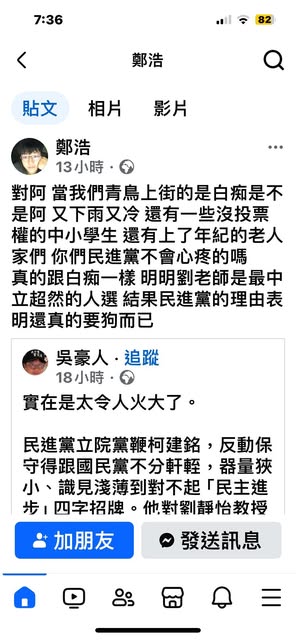 7:36
82
鄭浩
貼文
相片
影片
鄭浩
13小時·
對阿 當我們青鳥上街的是白痴是不
是阿 又下雨又冷 還有一些沒投票
權的中小學生 還有上了年紀的老人
家們 你們民進黨不會心疼的嗎
真的跟白痴一樣 明明劉老師是最中
立超然的人選 結果民進黨的理由表
明還真的要狗而已
吳豪人·追蹤
18小時·
實在是太令人火大了。
民進黨立院黨鞭柯建銘，反動保
守得跟國民黨不分軒輊，器量狹
小、識見淺薄到對不起「民主進
步」四字招牌。他對劉靜怡教授
加朋友
發送訊息